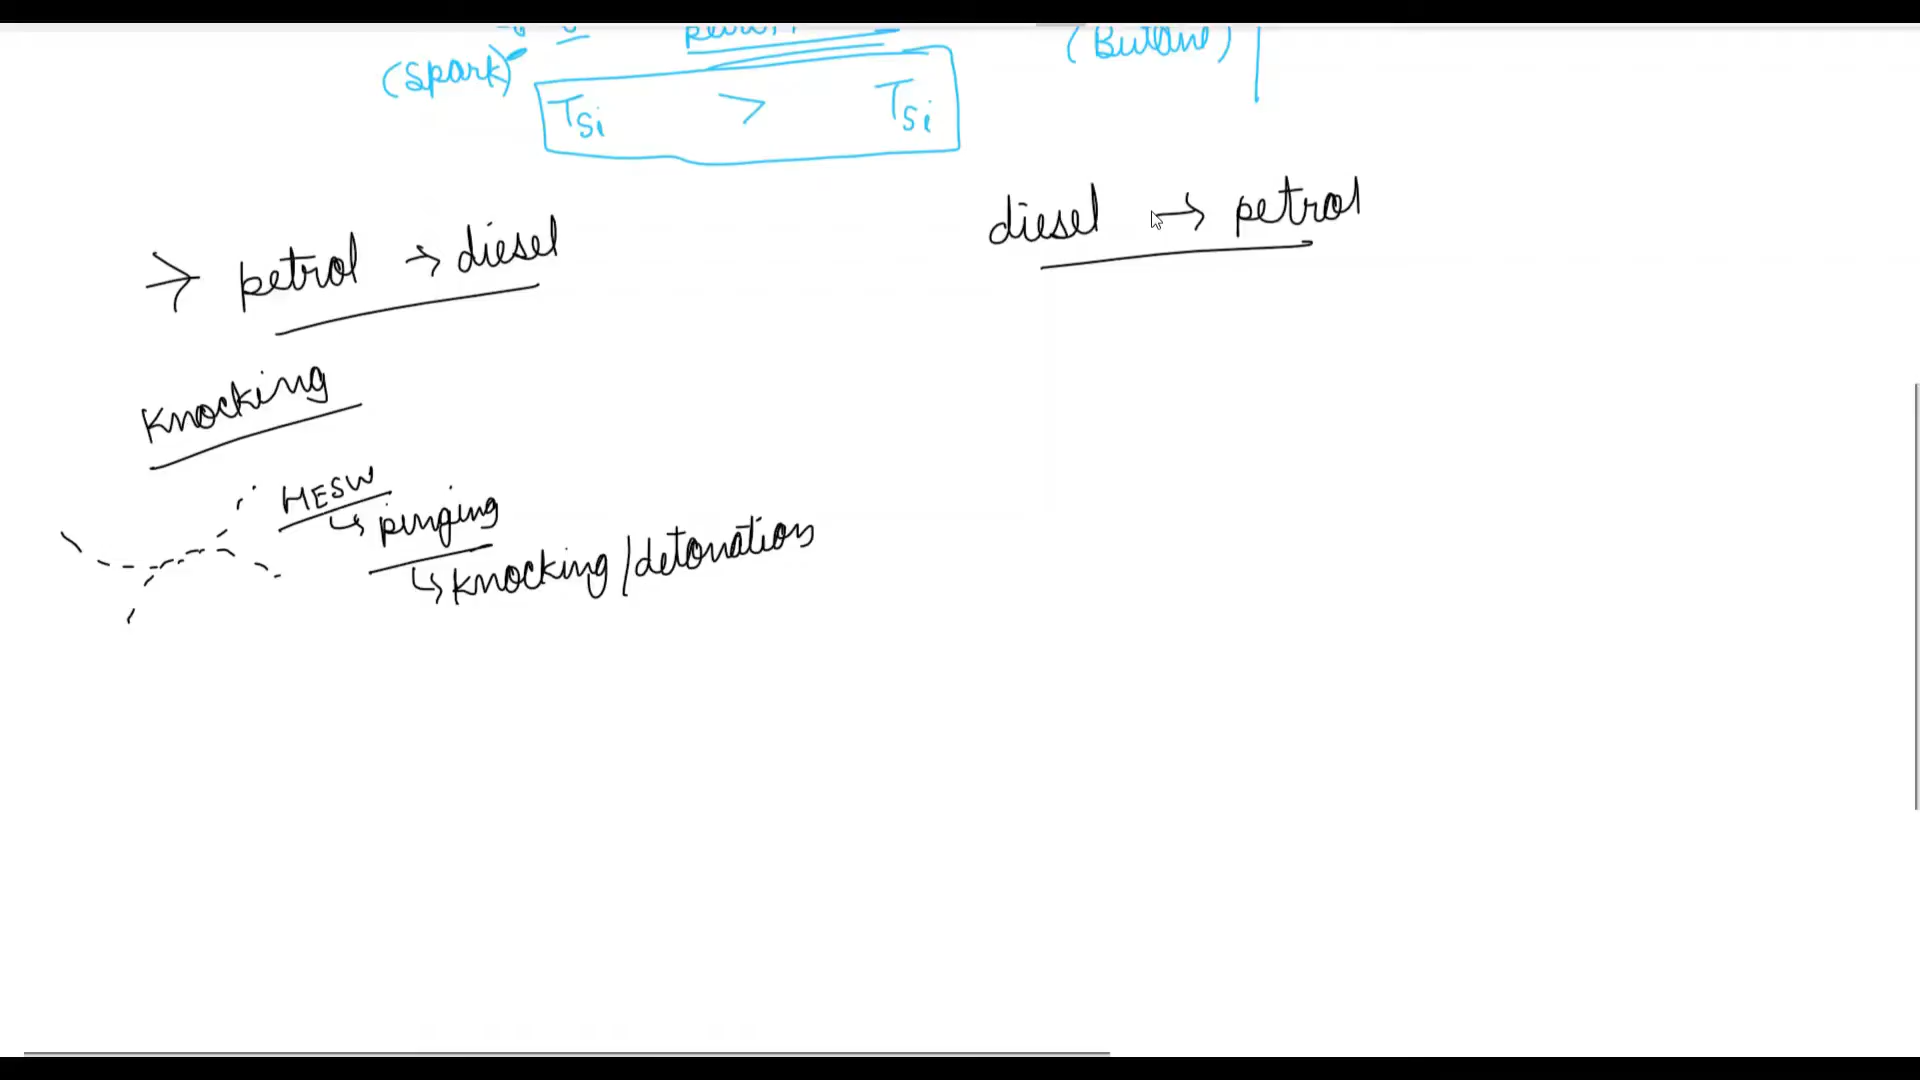 (Butane)
(spark)
Tsi > Tsi
→ petrol → diesel
diesel → petrol
Knocking
HESW
↳ pinging
↳ knocking/detonation